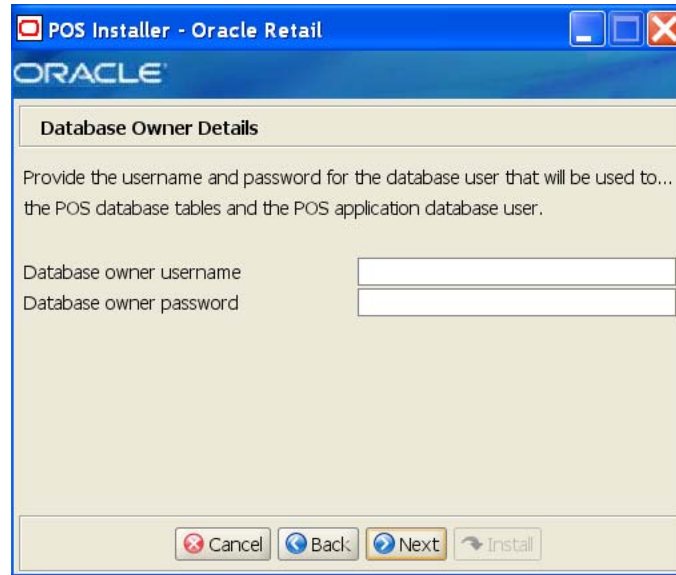 POS Installer - Oracle Retail
ORACLE
Database Owner Details
Provide the username and password for the database user that will be used to...
the POS database tables and the POS application database user.
Database owner username
Database owner password
Cancel
Back
Next
Install